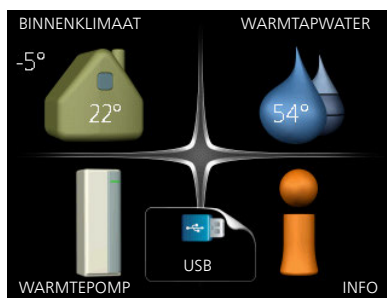 BINNENKLIMAAT
WARMTAPWATER
-5°
22°
54°
USB
WARMTEPOMP
INFO